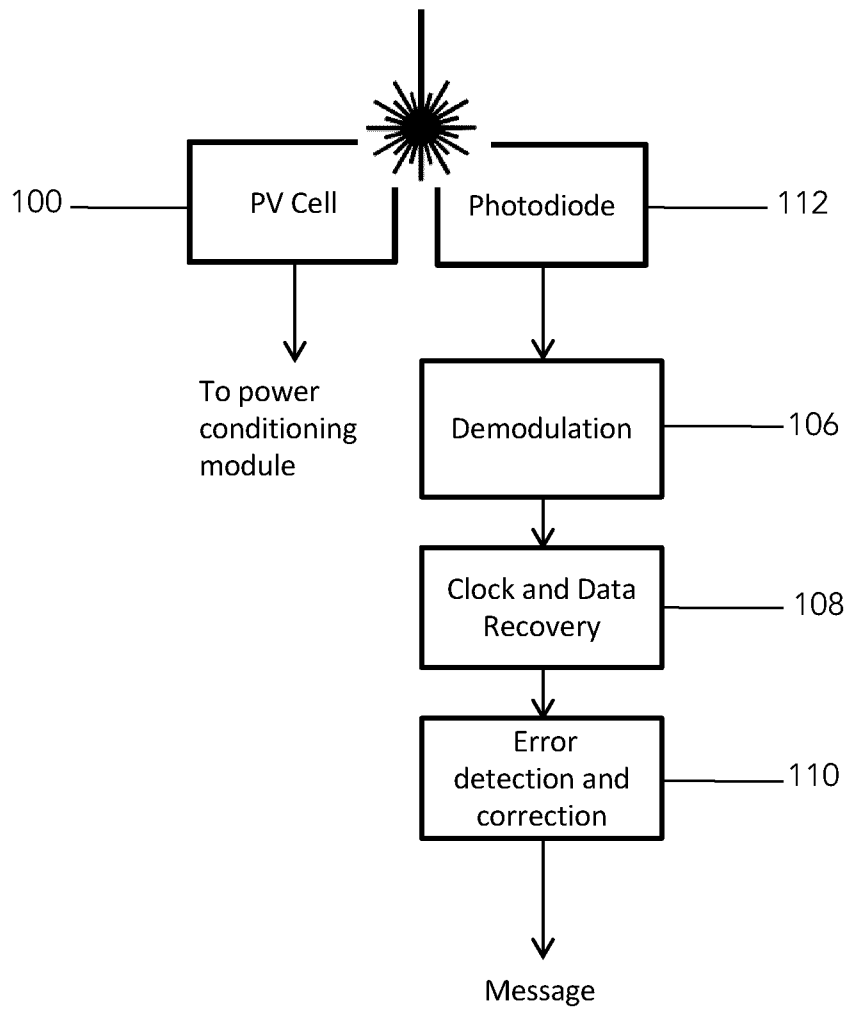 100
PV Cell
Photodiode
112
To power
conditioning
module
Demodulation
106
Clock and Data
Recovery
108
Error
detection and
correction
110
Message